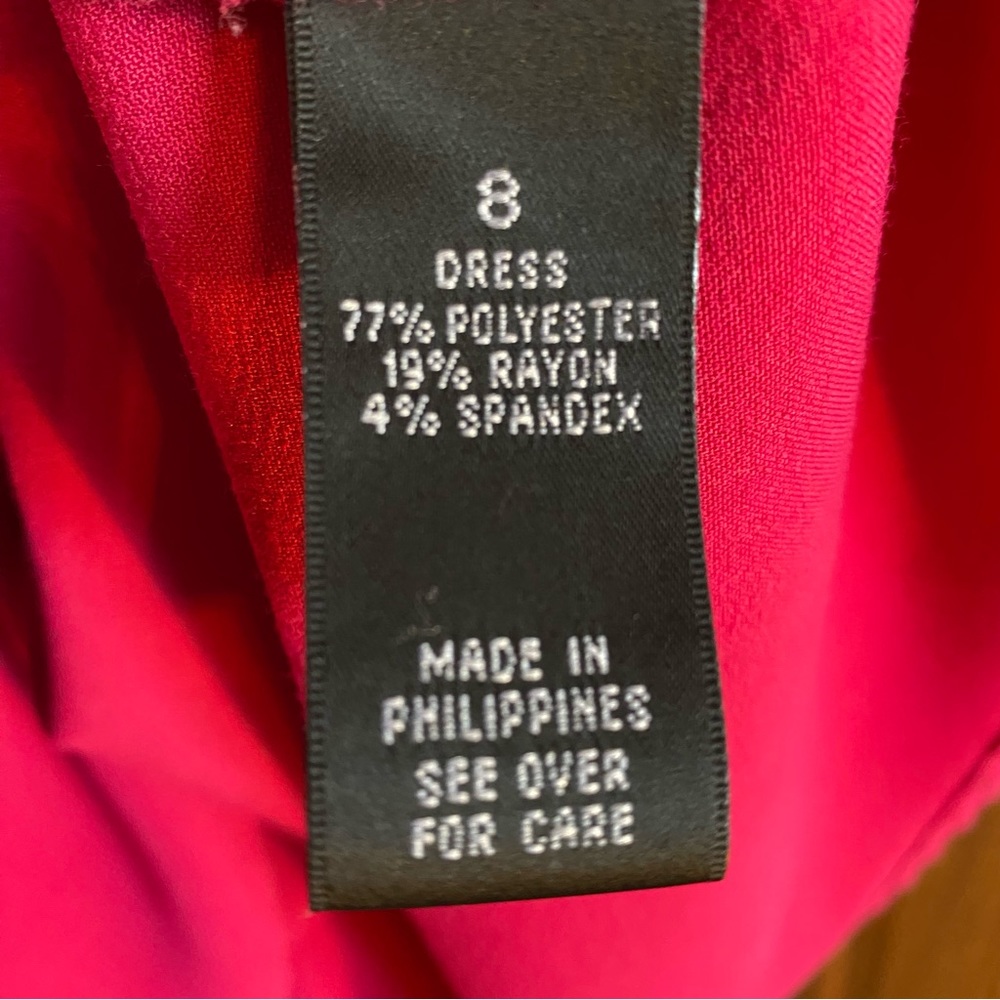 8
DRESS
77% POLYESTER
19% RAYON
4% SPANDEX
MADE IN
PHILIPPINES
SEE OVER
FOR CARE